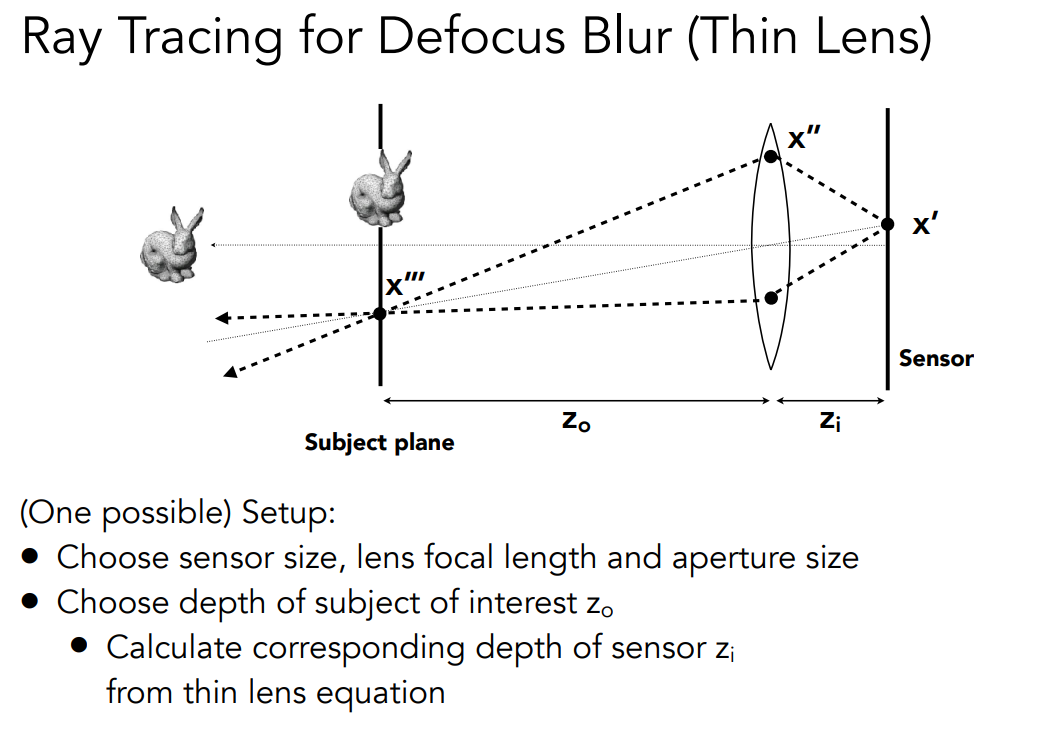 Ray Tracing for Defocus Blur (Thin Lens)
x″
x′
x‴
Sensor
zₒ
zᵢ
Subject plane
(One possible) Setup:
● Choose sensor size, lens focal length and aperture size
● Choose depth of subject of interest zₒ
● Calculate corresponding depth of sensor zᵢ
from thin lens equation